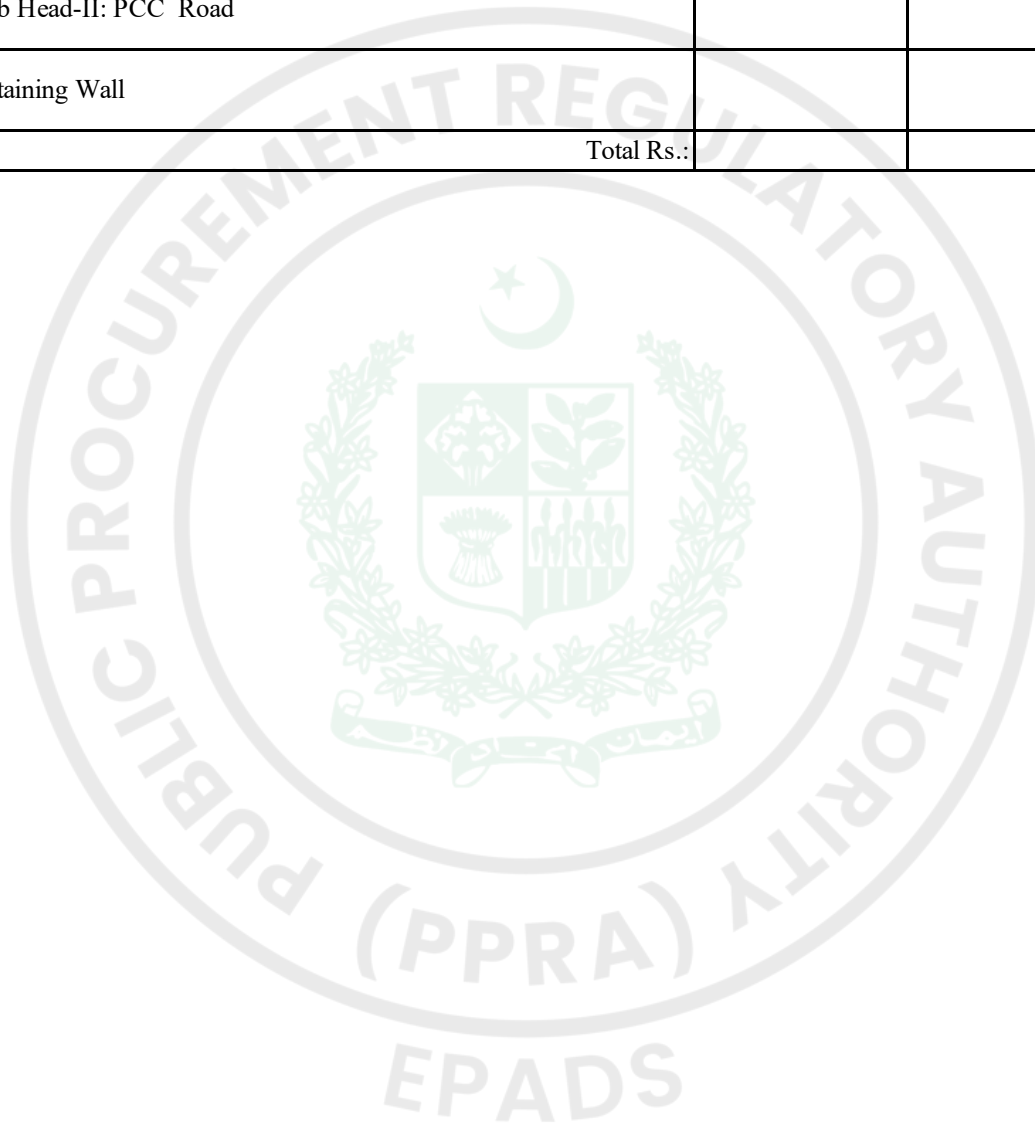 b Head-II: PCC Road
taining Wall
Total Rs.:
PUBLIC PROCUREMENT REGULATORY AUTHORITY
(PPRA)
EPADS